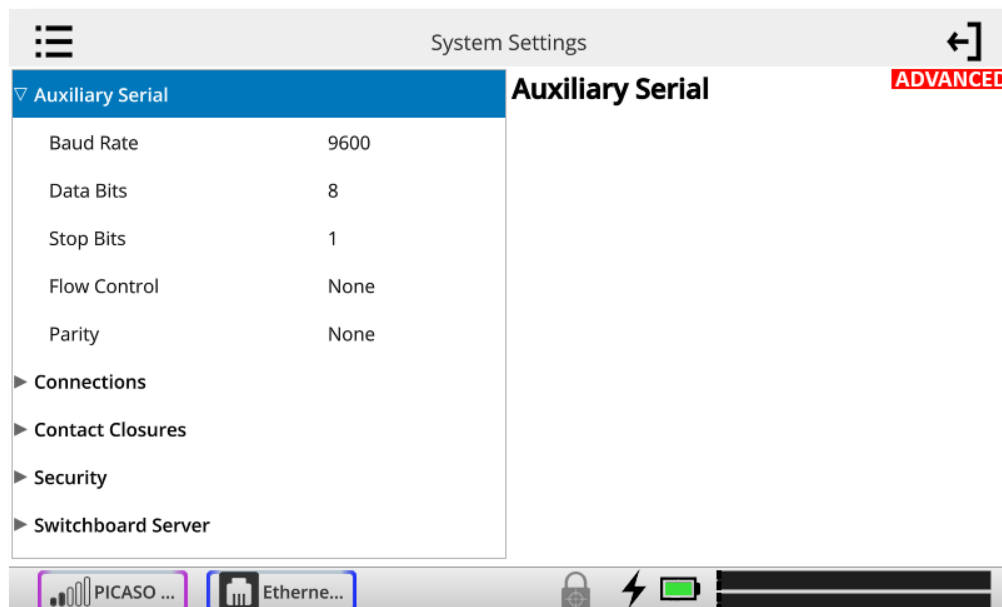 System Settings
Auxiliary Serial
Baud Rate 9600
Data Bits 8
Stop Bits 1
Flow Control None
Parity None
Connections
Contact Closures
Security
Switchboard Server
Auxiliary Serial
ADVANCED
PICASO ...
Etherne...